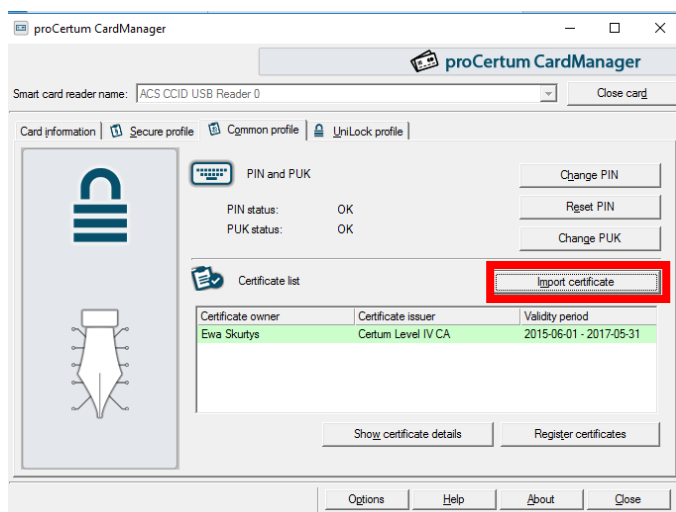 proCertum CardManager
proCertum CardManager
Smart card reader name: ACS CCID USB Reader 0 Close card
Card information Secure profile Common profile UniLock profile
PIN and PUK Change PIN
PIN status: OK Reset PIN
PUK status: OK Change PUK
Certificate list Import certificate
Certificate owner Certificate issuer Validity period
Ewa Skurtys Certum Level IV CA 2015-06-01 - 2017-05-31
Show certificate details Register certificates
Options Help About Close